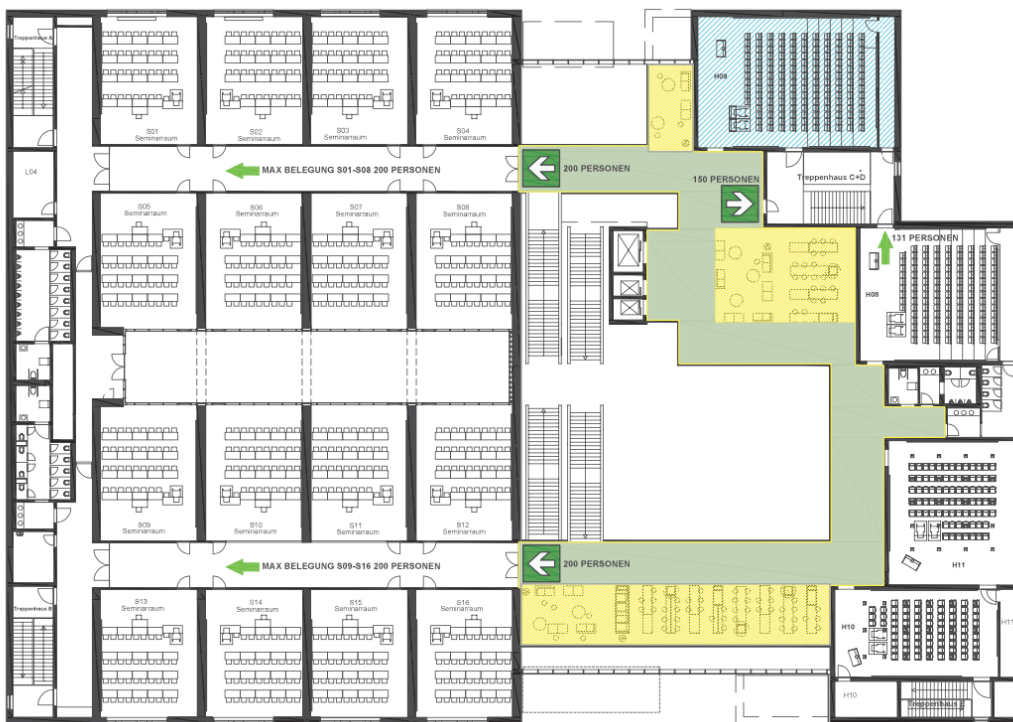 Treppenhaus A
S01
Seminarraum
S02
Seminarraum
S03
Seminarraum
S04
Seminarraum
H09
L04
MAX BELEGUNG S01-S08 200 PERSONEN
200 PERSONEN
150 PERSONEN
Treppenhaus C+D
S05
Seminarraum
S06
Seminarraum
S07
Seminarraum
S08
Seminarraum
131 PERSONEN
H08
S09
Seminarraum
S10
Seminarraum
S11
Seminarraum
S12
Seminarraum
MAX BELEGUNG S09-S16 200 PERSONEN
200 PERSONEN
H11
S13
Seminarraum
S14
Seminarraum
S15
Seminarraum
S16
Seminarraum
Treppenhaus B
H10
H11
H10